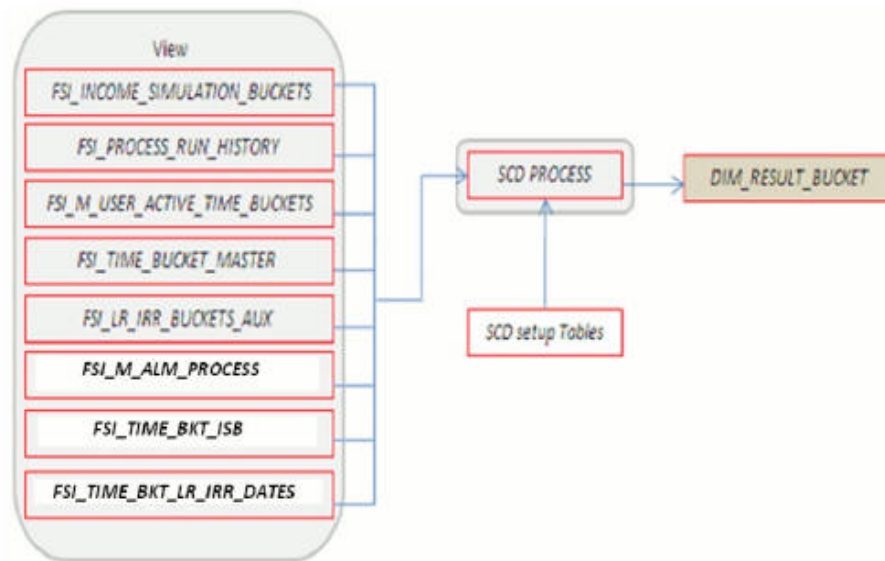 View
FSI_INCOME_SIMULATION_BUCKETS
FSI_PROCESS_RUN_HISTORY
FSI_M_USER_ACTIVE_TIME_BUCKETS
FSI_TIME_BUCKET_MASTER
FSI_LR_IRR_BUCKETS_AUX
FSI_M_ALM_PROCESS
FSI_TIME_BKT_ISB
FSI_TIME_BKT_LR_IRR_DATES
SCD PROCESS
SCD setup Tables
DIM_RESULT_BUCKET